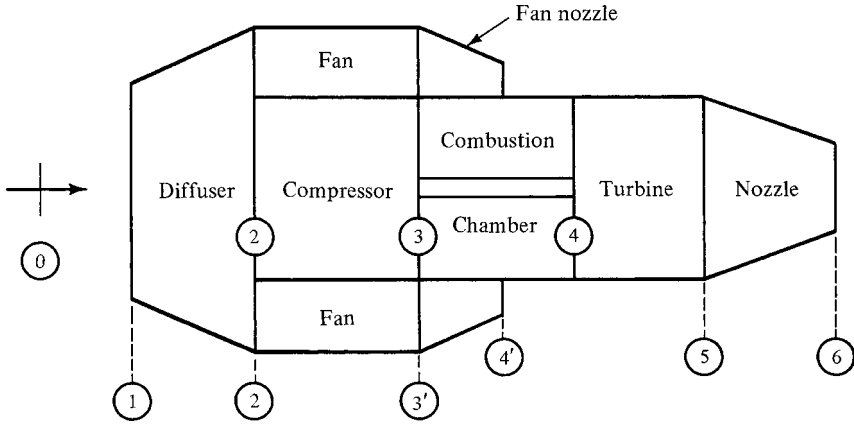 Fan nozzle
Fan
Combustion
Diffuser
Compressor
Turbine
Nozzle
Chamber
2
3
4
0
Fan
4'
5
6
1
2
3'